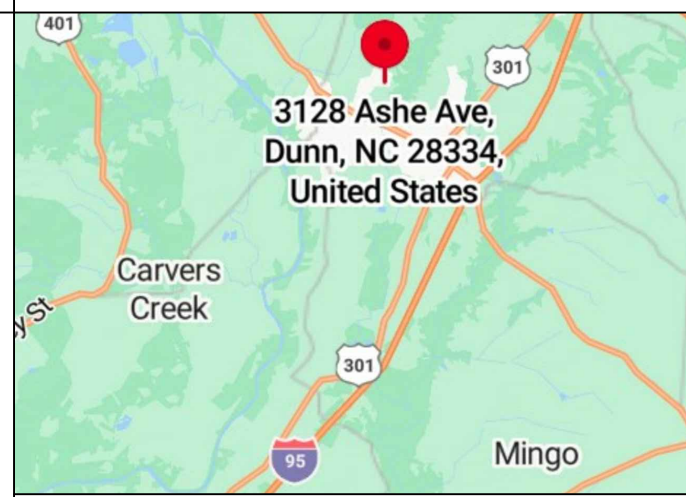 401
301
3128 Ashe Ave,
Dunn, NC 28334,
United States
Carvers
Creek
y St
301
95
Mingo